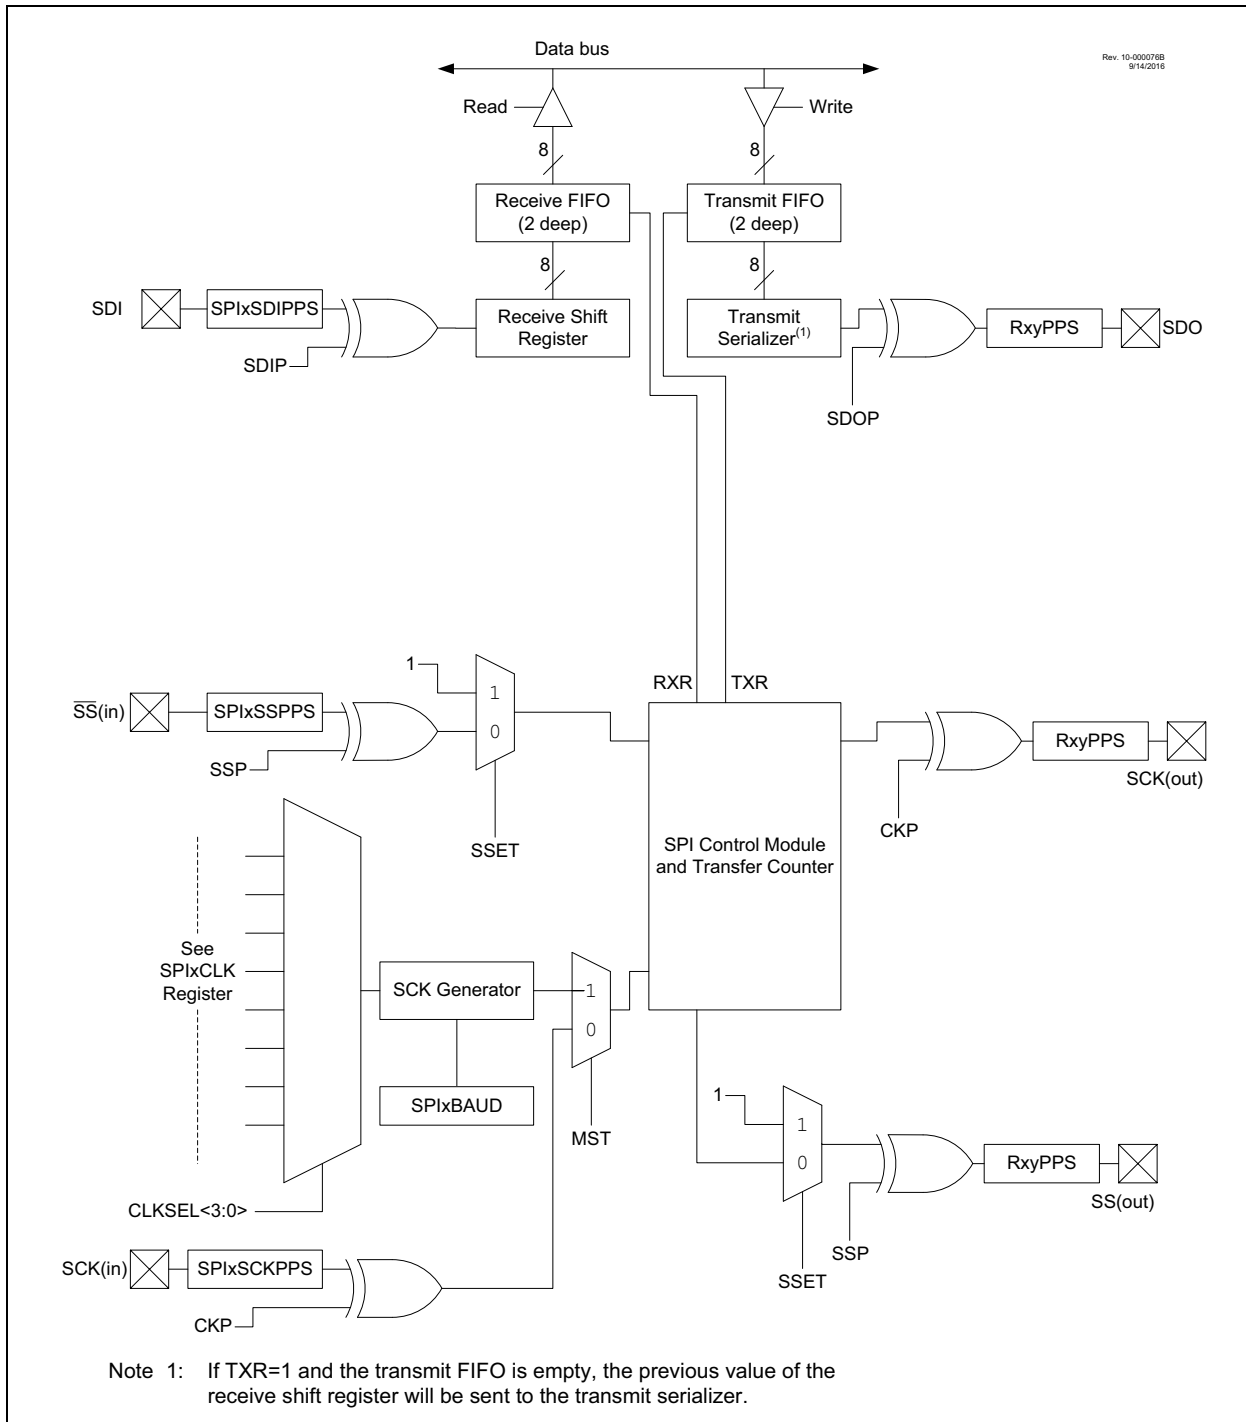 Data bus
Rev. 10-000076B
9/14/2016
Read
Write
8
8
Receive FIFO
(2 deep)
Transmit FIFO
(2 deep)
8
8
SDI
SPIxSDIPPS
SDIP
Receive Shift
Register
Transmit
Serializer(1)
SDOP
RxyPPS
SDO
RXR
TXR
SS(in)
SPIxSSPPS
SSP
1
1
0
SSET
SPI Control Module
and Transfer Counter
CKP
RxyPPS
SCK(out)
See
SPIxCLK
Register
CLKSEL<3:0>
SCK Generator
SPIxBAUD
1
0
MST
SCK(in)
SPIxSCKPPS
CKP
1
1
0
SSET
SSP
RxyPPS
SS(out)
Note 1: If TXR=1 and the transmit FIFO is empty, the previous value of the
receive shift register will be sent to the transmit serializer.